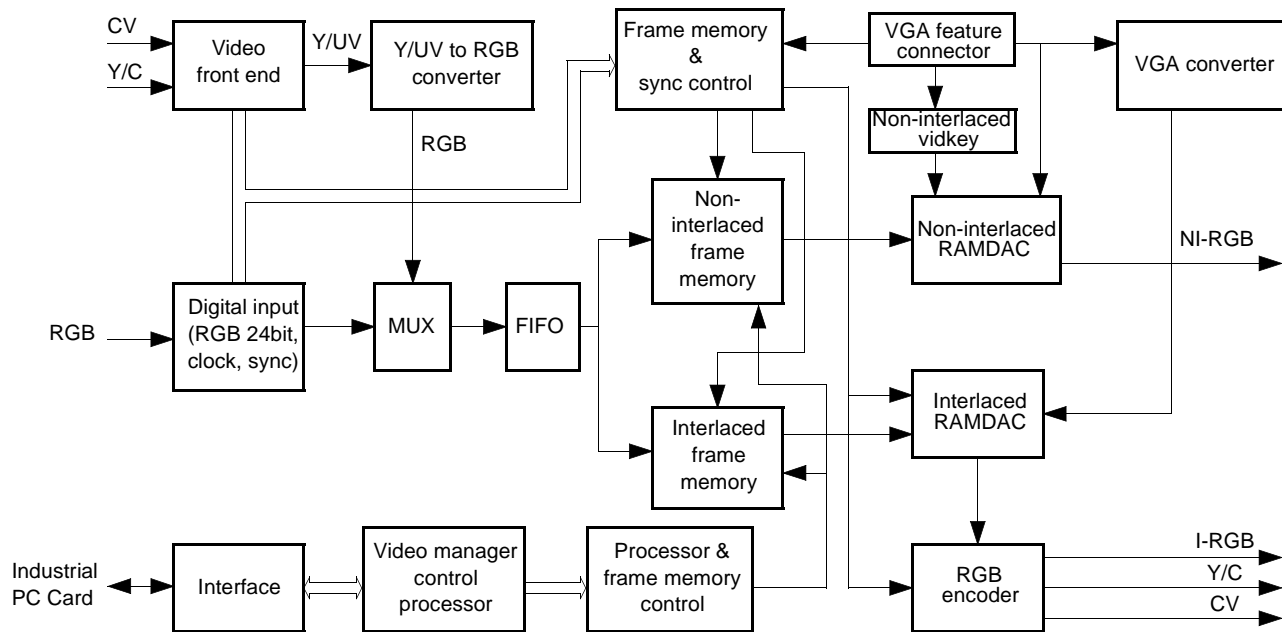 CV
Y/C
Video
front end
Y/UV
Y/UV to RGB
converter
Frame memory
&
sync control
VGA feature
connector
VGA converter
Non-interlaced
vidkey
RGB
Non-
interlaced
frame
memory
Non-interlaced
RAMDAC
NI-RGB
RGB
Digital input
(RGB 24bit,
clock, sync)
MUX
FIFO
Interlaced
frame
memory
Interlaced
RAMDAC
Industrial
PC Card
Interface
Video manager
control
processor
Processor &
frame memory
control
RGB
encoder
I-RGB
Y/C
CV